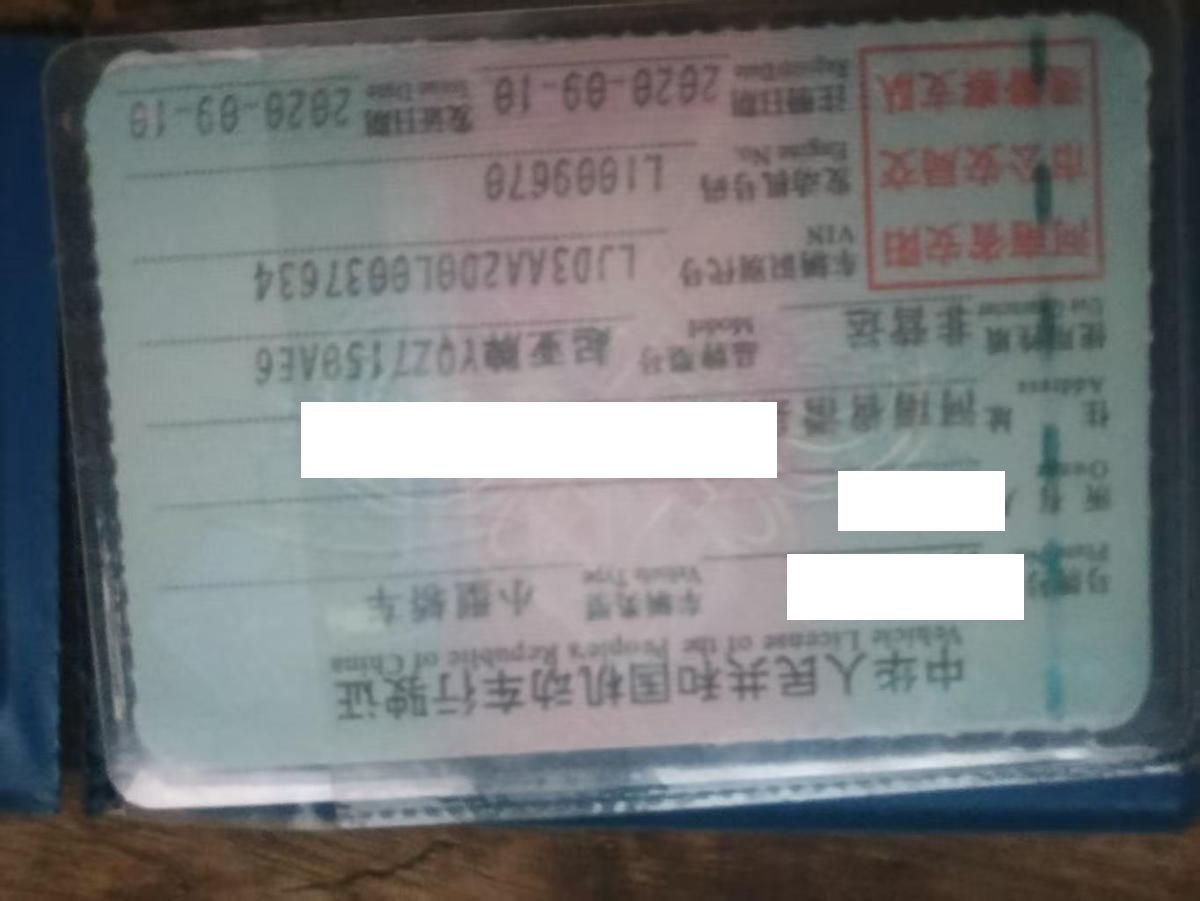 中华人民共和国机动车行驶证
Vehicle License of the People's Republic of China
号牌号
Plate
车辆类型 小型轿车
Vehicle Type
所有人
Owner
住址 河南省
Address
使用性质 非营运
Use Character
品牌型号 起亚牌YQZ7150AE6
Model
河南省安阳
市公安局交
通警察支队
车辆识别代号 LJD3AA2D0L0037634
VIN
发动机号码 L1009670
Engine No.
注册日期 2020-09-10
Register Date
发证日期 2020-09-10
Issue Date